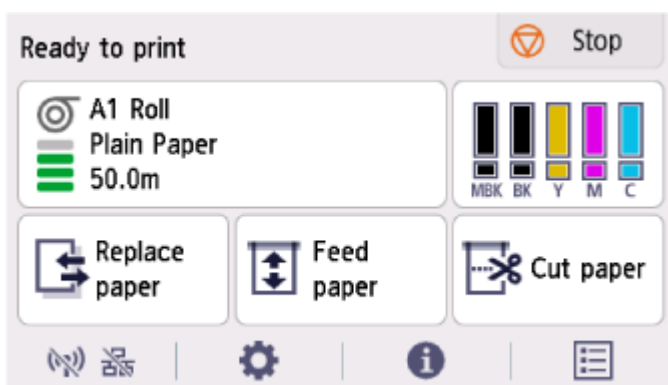 Ready to print
Stop
A1 Roll
Plain Paper
50.0m
MBK BK Y M C
Replace
paper
Feed
paper
Cut paper